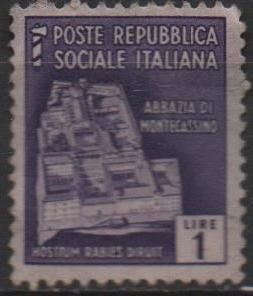 POSTE REPUBBLICA
SOCIALE ITALIANA
ABBAZIA DI
MONTECASSINO
HOSTIUM RABIES DIRUIT
LIRE
1